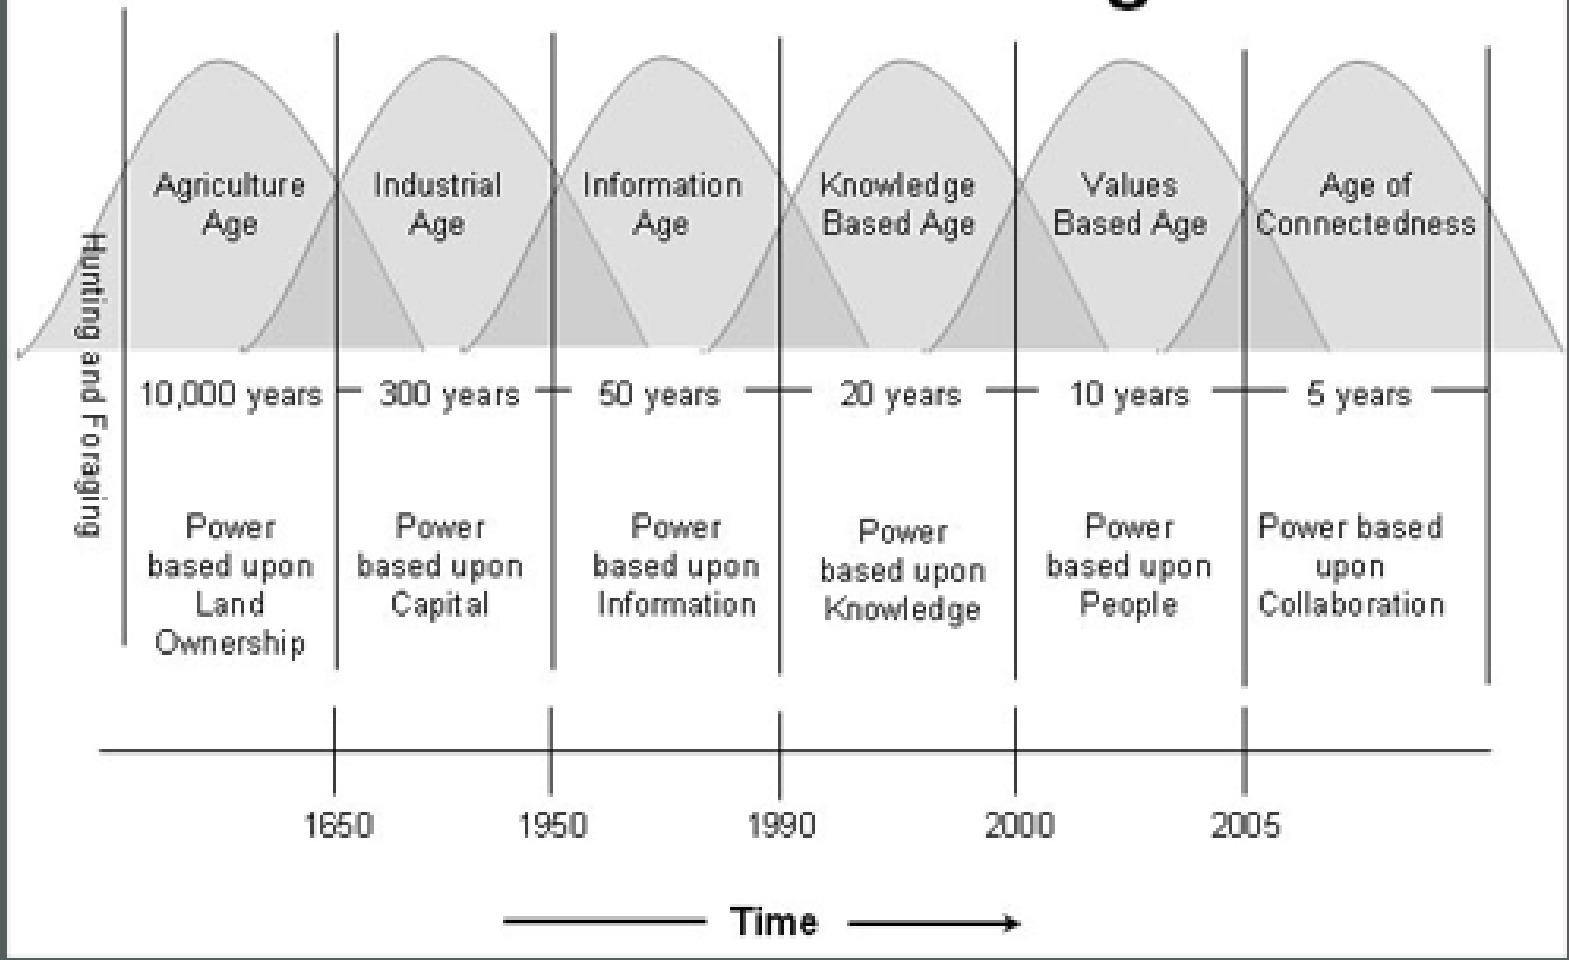 Agriculture
Age
Industrial
Age
Information
Age
Knowledge
Based Age
Values
Based Age
Age of
Connectedness
Hunting and Foraging
10,000 years
300 years
50 years
20 years
10 years
5 years
Power
based upon
Land
Ownership
Power
based upon
Capital
Power
based upon
Information
Power
based upon
Knowledge
Power
based upon
People
Power based
upon
Collaboration
1650
1950
1990
2000
2005
Time